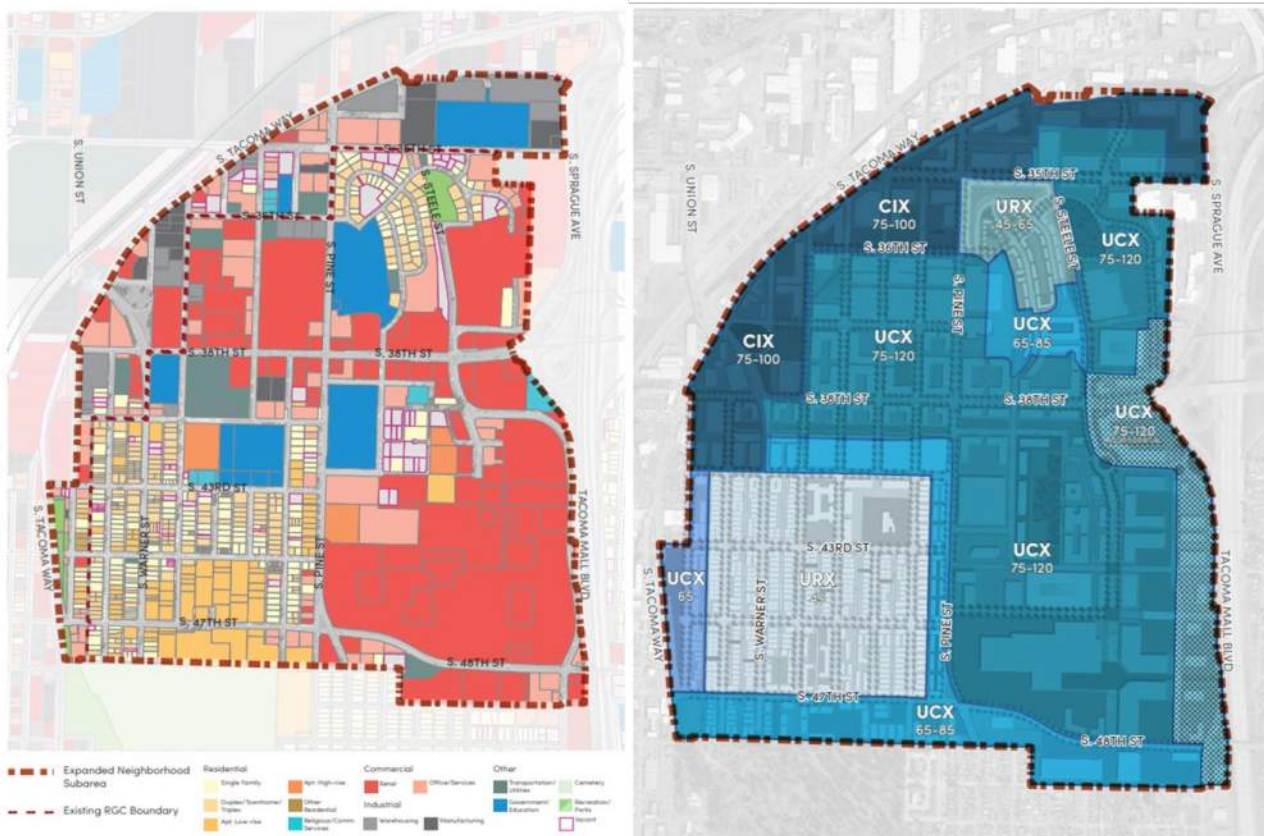 S. TACOMA WAY
S. UNION ST
S. 35TH ST
S. STEELE ST
S. SPRAGUE AVE
S. 36TH ST
S. PINE ST
S. 38TH ST
S. 38TH ST
S. 43RD ST
S. TACOMA WAY
S. WARNER ST
S. PINE ST
S. 47TH ST
S. 48TH ST
TACOMA MALL BLVD
Expanded Neighborhood
Subarea
Existing RGC Boundary
Residential
Single Family
Duplex/Townhome/
Triplex
Apt Low-rise
Apt High-rise
Other
Residential
Religious/Comm.
Services
Commercial
Retail
Office/Services
Industrial
Warehousing
Manufacturing
Other
Transportation/
Utilities
Government/
Education
Cemetery
Recreation/
Parks
Vacant
S. TACOMA WAY
S. UNION ST
S. 35TH ST
S. SPRAGUE AVE
CIX
75-100
URX
45-65
S. STEELE ST
UCX
75-120
S. 36TH ST
S. PINE ST
UCX
65-85
CIX
75-100
UCX
75-120
S. 38TH ST
S. 38TH ST
UCX
75-120
S. 43RD ST
UCX
65
URX
UCX
75-120
S. TACOMA WAY
S. WARNER ST
S. PINE ST
TACOMA MALL BLVD
S. 47TH ST
UCX
65-85
S. 48TH ST